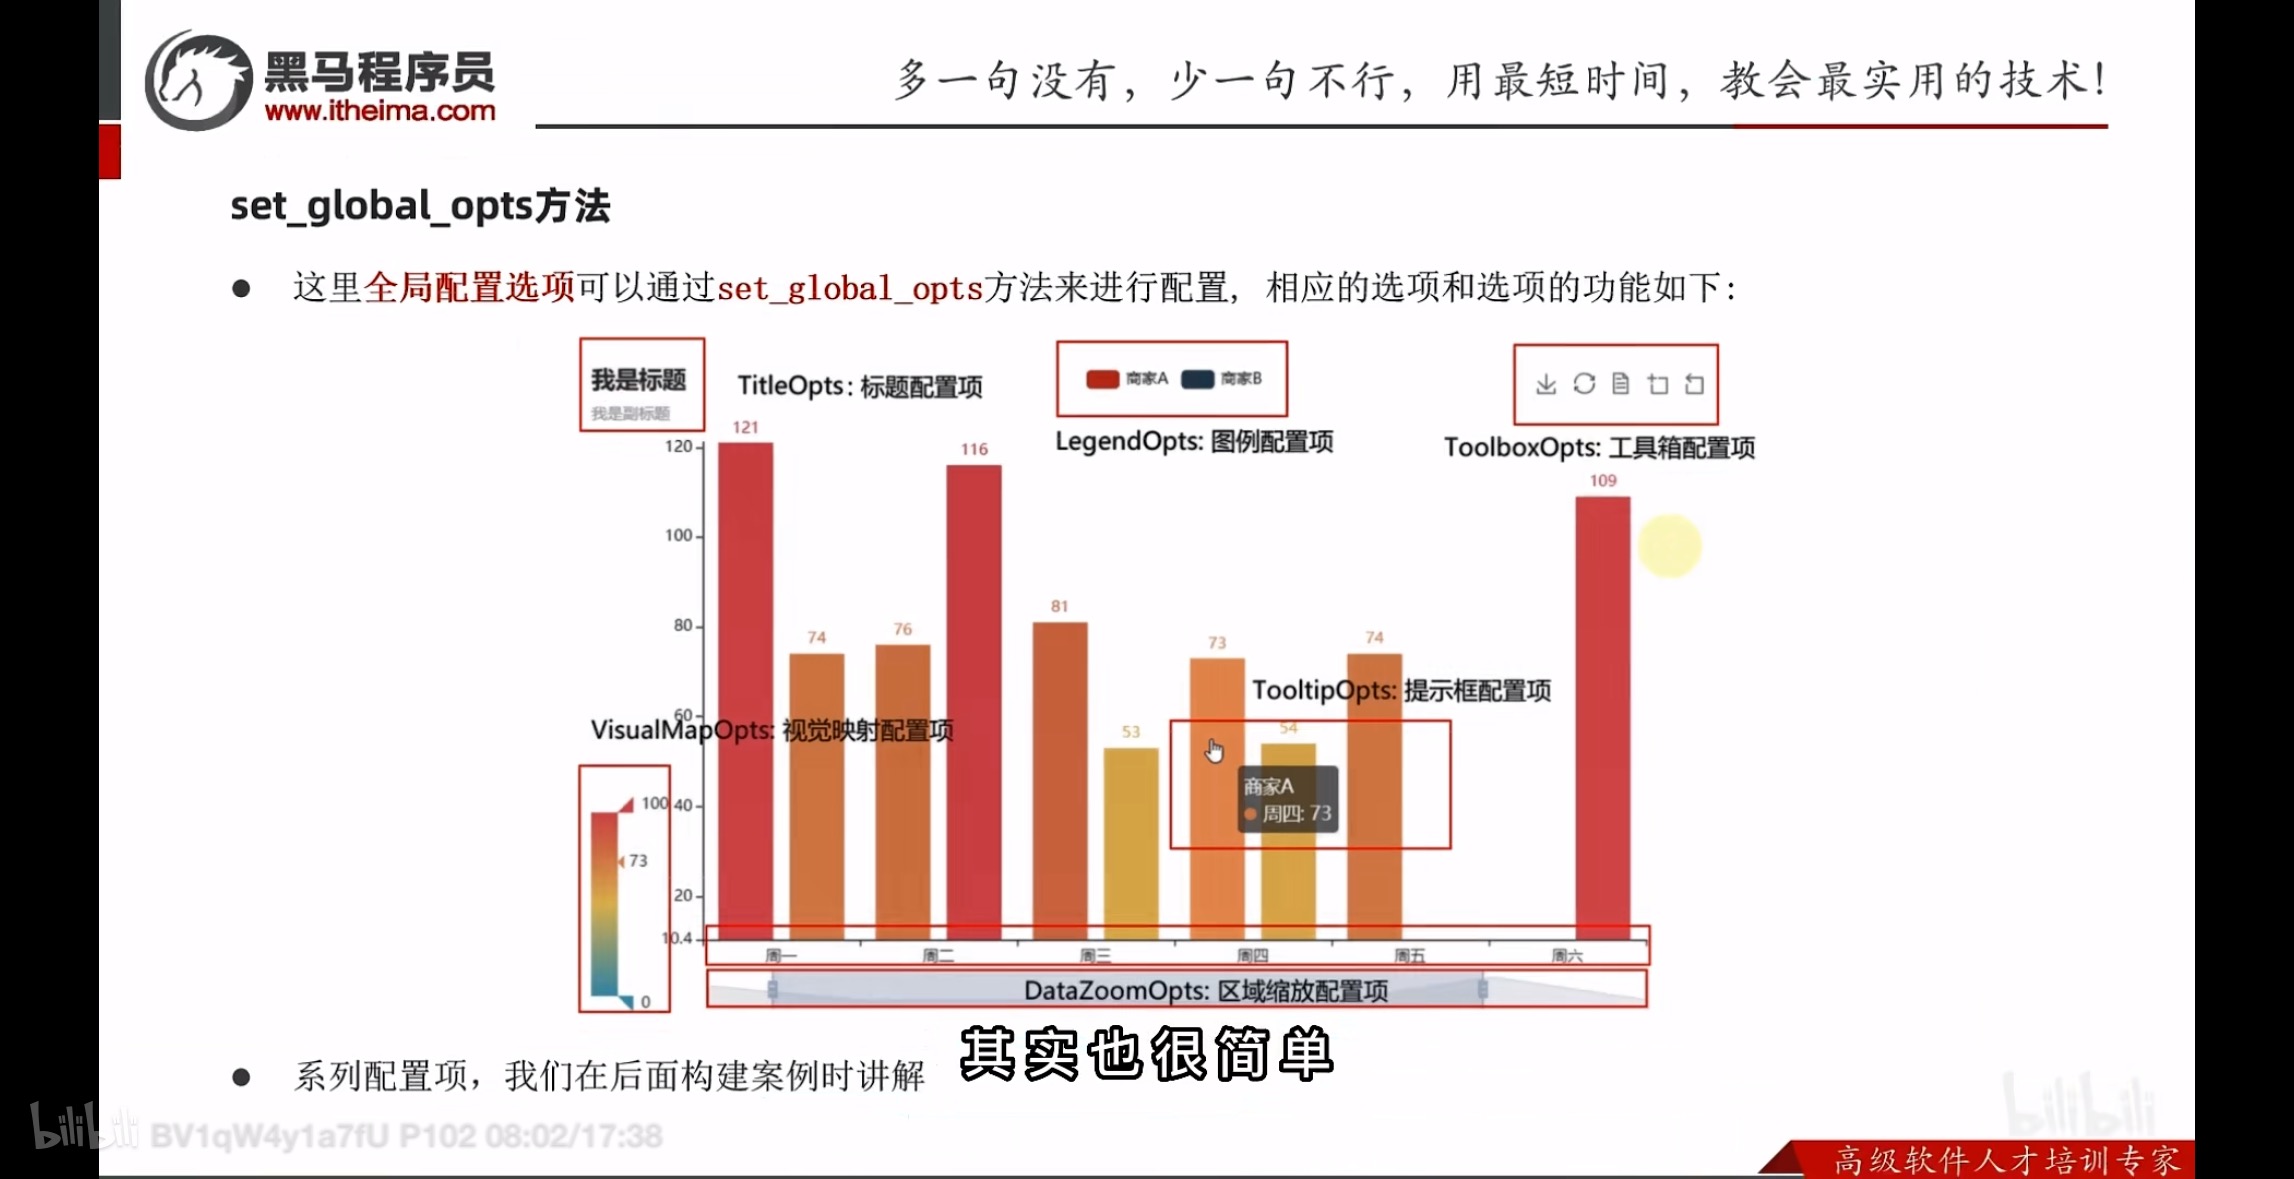 黑马程序员
www.itheima.com
多一句没有，少一句不行，用最短时间，教会最实用的技术！
set_global_opts方法
● 这里全局配置选项可以通过set_global_opts方法来进行配置, 相应的选项和选项的功能如下:
我是标题
我是副标题
TitleOpts: 标题配置项
商家A 商家B
LegendOpts: 图例配置项
ToolboxOpts: 工具箱配置项
121
74
76
116
81
53
73
54
74
109
120
100
80
60
40
20
10.4
TooltipOpts: 提示框配置项
VisualMapOpts: 视觉映射配置项
商家A
周四: 73
100
73
0
周一 周二 周三 周四 周五 周六
DataZoomOpts: 区域缩放配置项
其实也很简单
● 系列配置项，我们在后面构建案例时讲解
bilibili BV1qW4y1a7fU P102 08:02/17:38
bilibili
高级软件人才培训专家